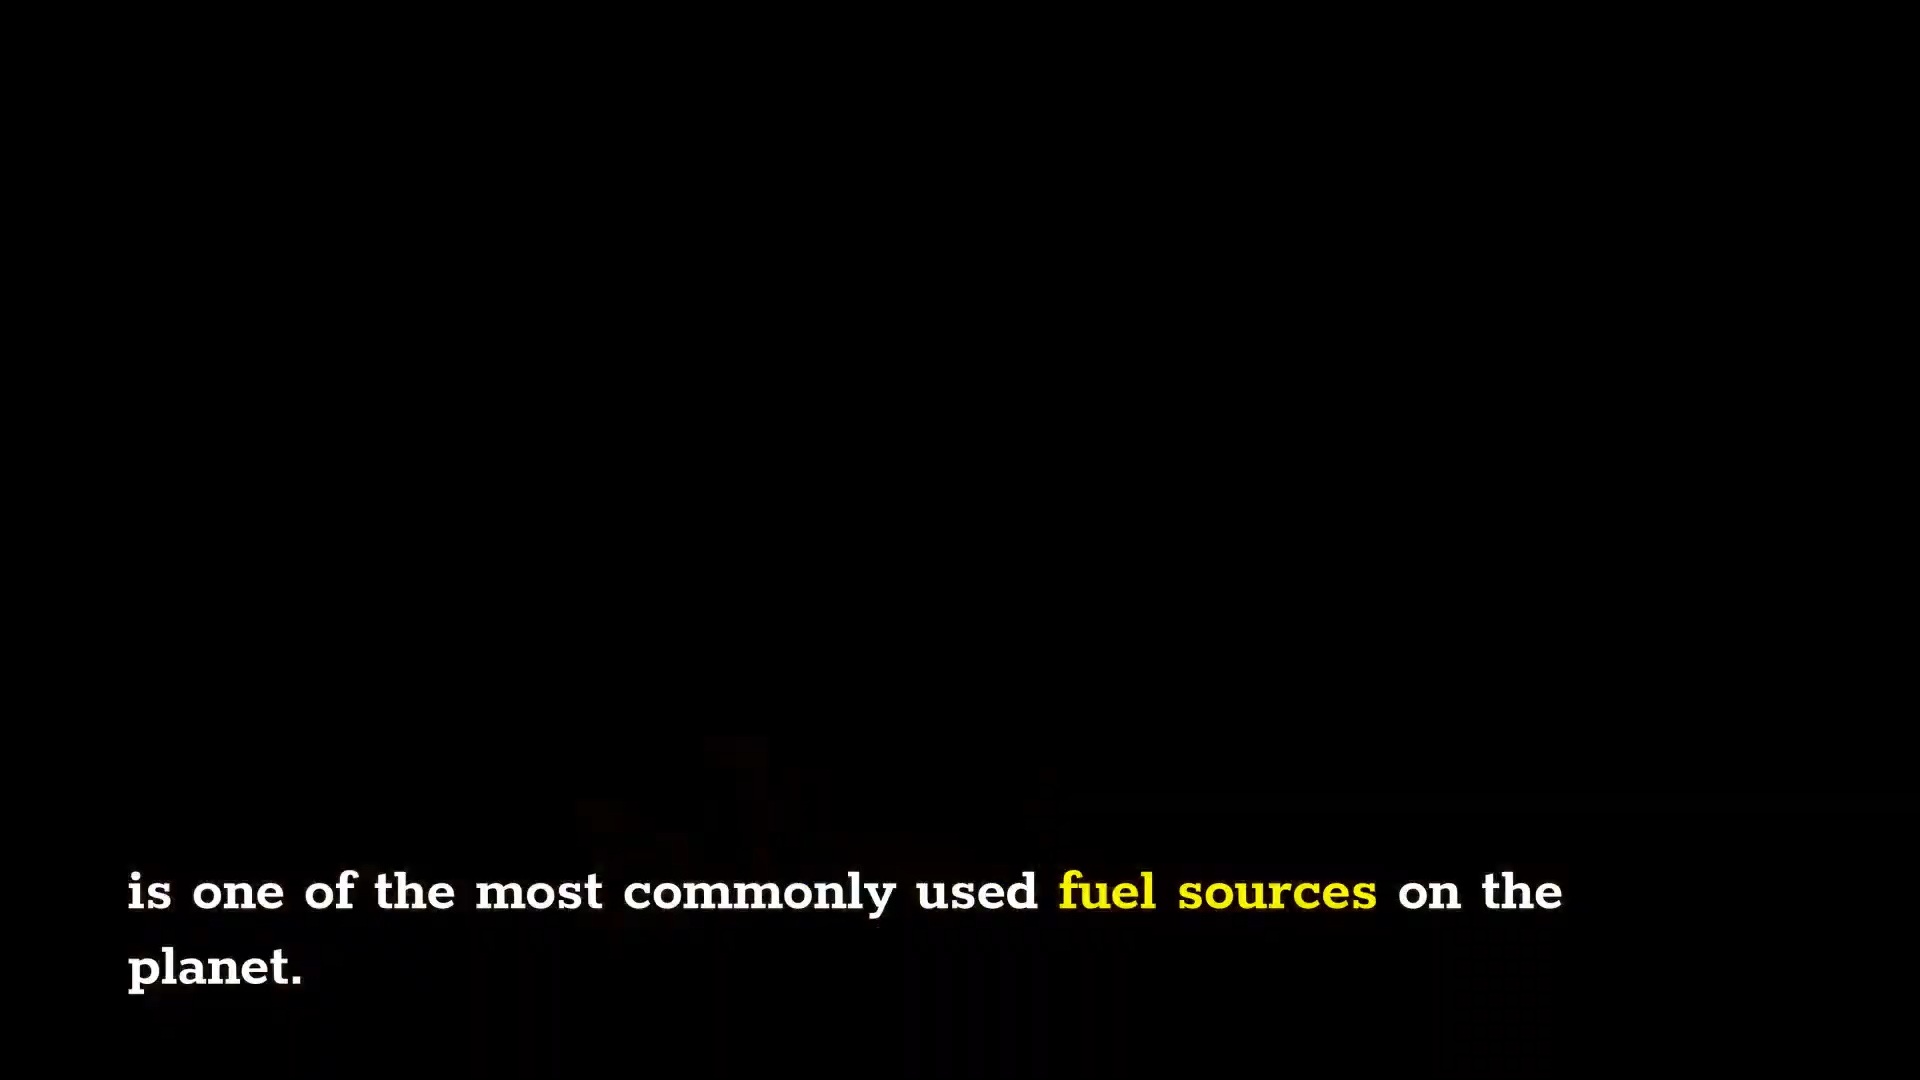 is one of the most commonly used fuel sources on the
planet.